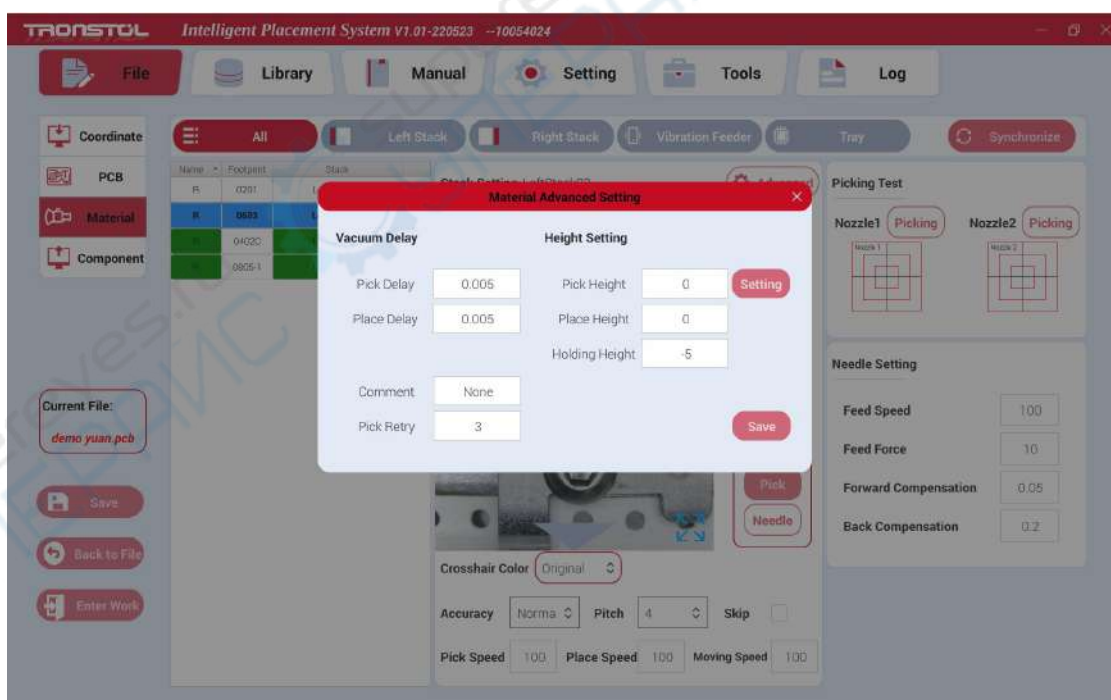 TRONSTOL Intelligent Placement System V1.01-220523 --10054024
File Library Manual Setting Tools Log
Coordinate All Left Stack Right Stack Vibration Feeder Tray Synchronize
PCB
Material
Component
Name Footprint Stack
R 0201
R 0603
R 0402C
R 0805-1
Material Advanced Setting
Vacuum Delay Height Setting
Pick Delay 0.005 Pick Height 0 Setting
Place Delay 0.005 Place Height 0
Holding Height -5
Comment None
Pick Retry 3 Save
Picking Test
Nozzle1 Picking Nozzle2 Picking
Nozzle 1 Nozzle 2
Needle Setting
Feed Speed 100
Feed Force 10
Forward Compensation 0.05
Back Compensation 0.2
Current File:
demo yuan.pcb
Save
Back to File
Enter Work
Pick
Needle
Crosshair Color Original
Accuracy Norma Pitch 4 Skip
Pick Speed 100 Place Speed 100 Moving Speed 100